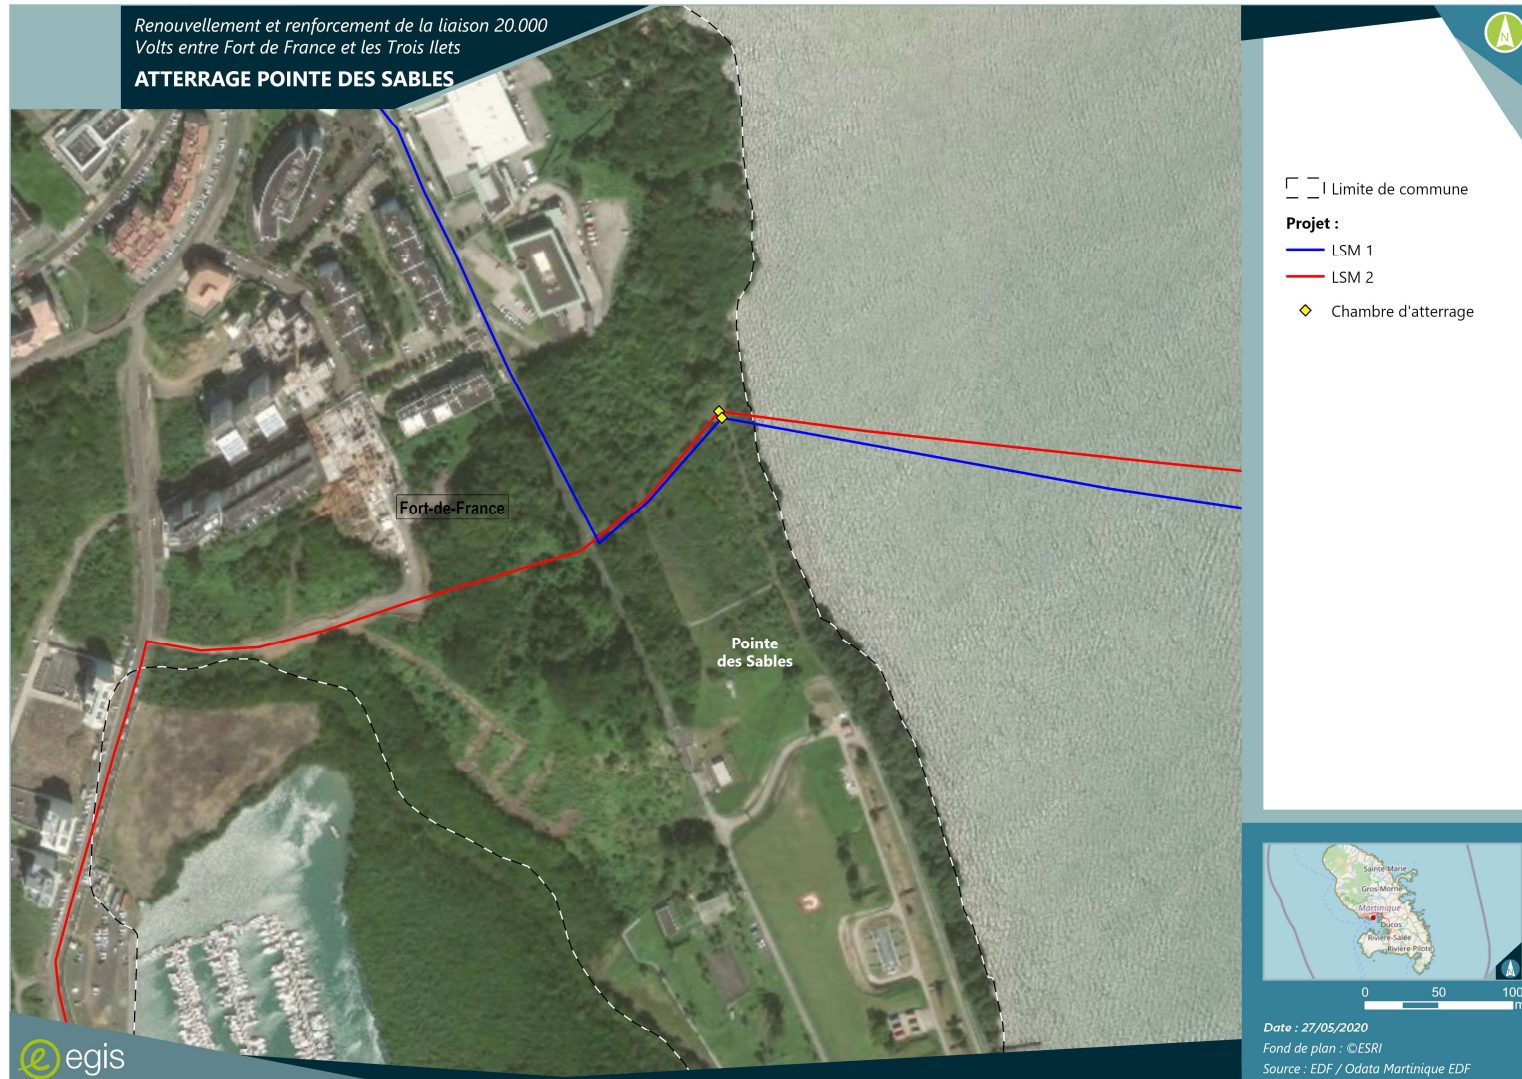 Renouvellement et renforcement de la liaison 20.000
Volts entre Fort de France et les Trois Ilets
ATTERRAGE POINTE DES SABLES
N
Limite de commune
Projet :
LSM 1
LSM 2
Chambre d'atterrage
Fort-de-France
Pointe
des Sables
Sainte-Marie
Gros-Morne
Martinique
Ducos
Rivière-Salée
Rivière-Pilote
0 50 100
m
Date : 27/05/2020
Fond de plan : ©ESRI
Source : EDF / Odata Martinique EDF
egis